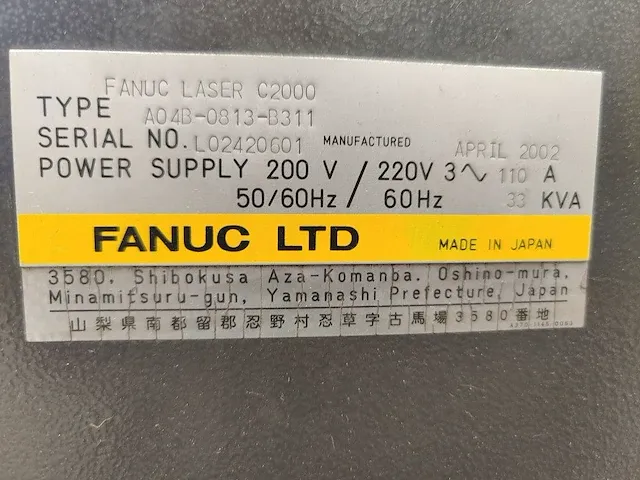 FANUC LASER C2000
TYPE A04B-0813-B311
SERIAL NO. L02420601 MANUFACTURED APRIL 2002
POWER SUPPLY 200 V / 220V 3∿ 110 A
50/60Hz / 60Hz 33 KVA
FANUC LTD MADE IN JAPAN
3580, Shibokusa Aza-Komanba, Oshino-mura,
Minamitsuru-gun, Yamanashi Prefecture, Japan
山梨県南都留郡忍野村忍草字古馬場3580番地